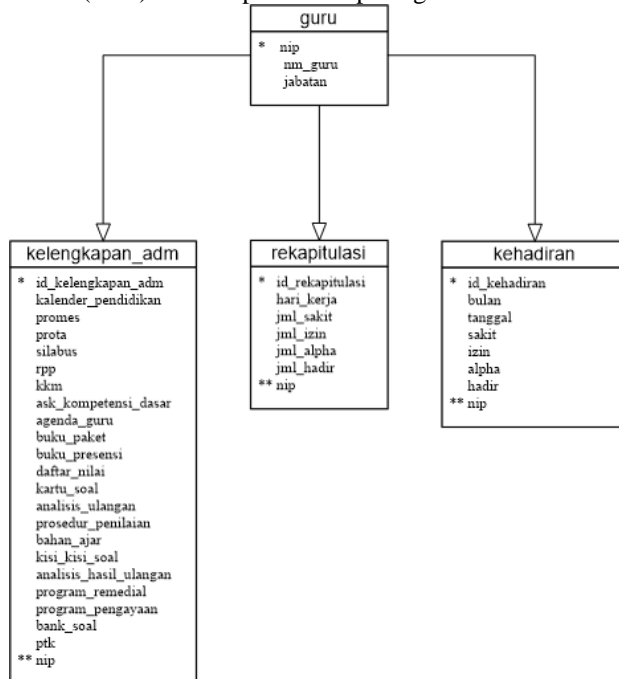 guru
* nip
nm_guru
jabatan
kelengkapan_adm
* id_kelengkapan_adm
kalender_pendidikan
promes
prota
silabus
rpp
kkm
ask_kompetensi_dasar
agenda_guru
buku_paket
buku_presensi
daftar_nilai
kartu_soal
analisis_ulangan
prosedur_penilaian
bahan_ajar
kisi_kisi_soal
analisis_hasil_ulangan
program_remedial
program_pengayaan
bank_soal
ptk
** nip
rekapitulasi
* id_rekapitulasi
hari_kerja
jml_sakit
jml_izin
jml_alpha
jml_hadir
** nip
kehadiran
* id_kehadiran
bulan
tanggal
sakit
izin
alpha
hadir
** nip